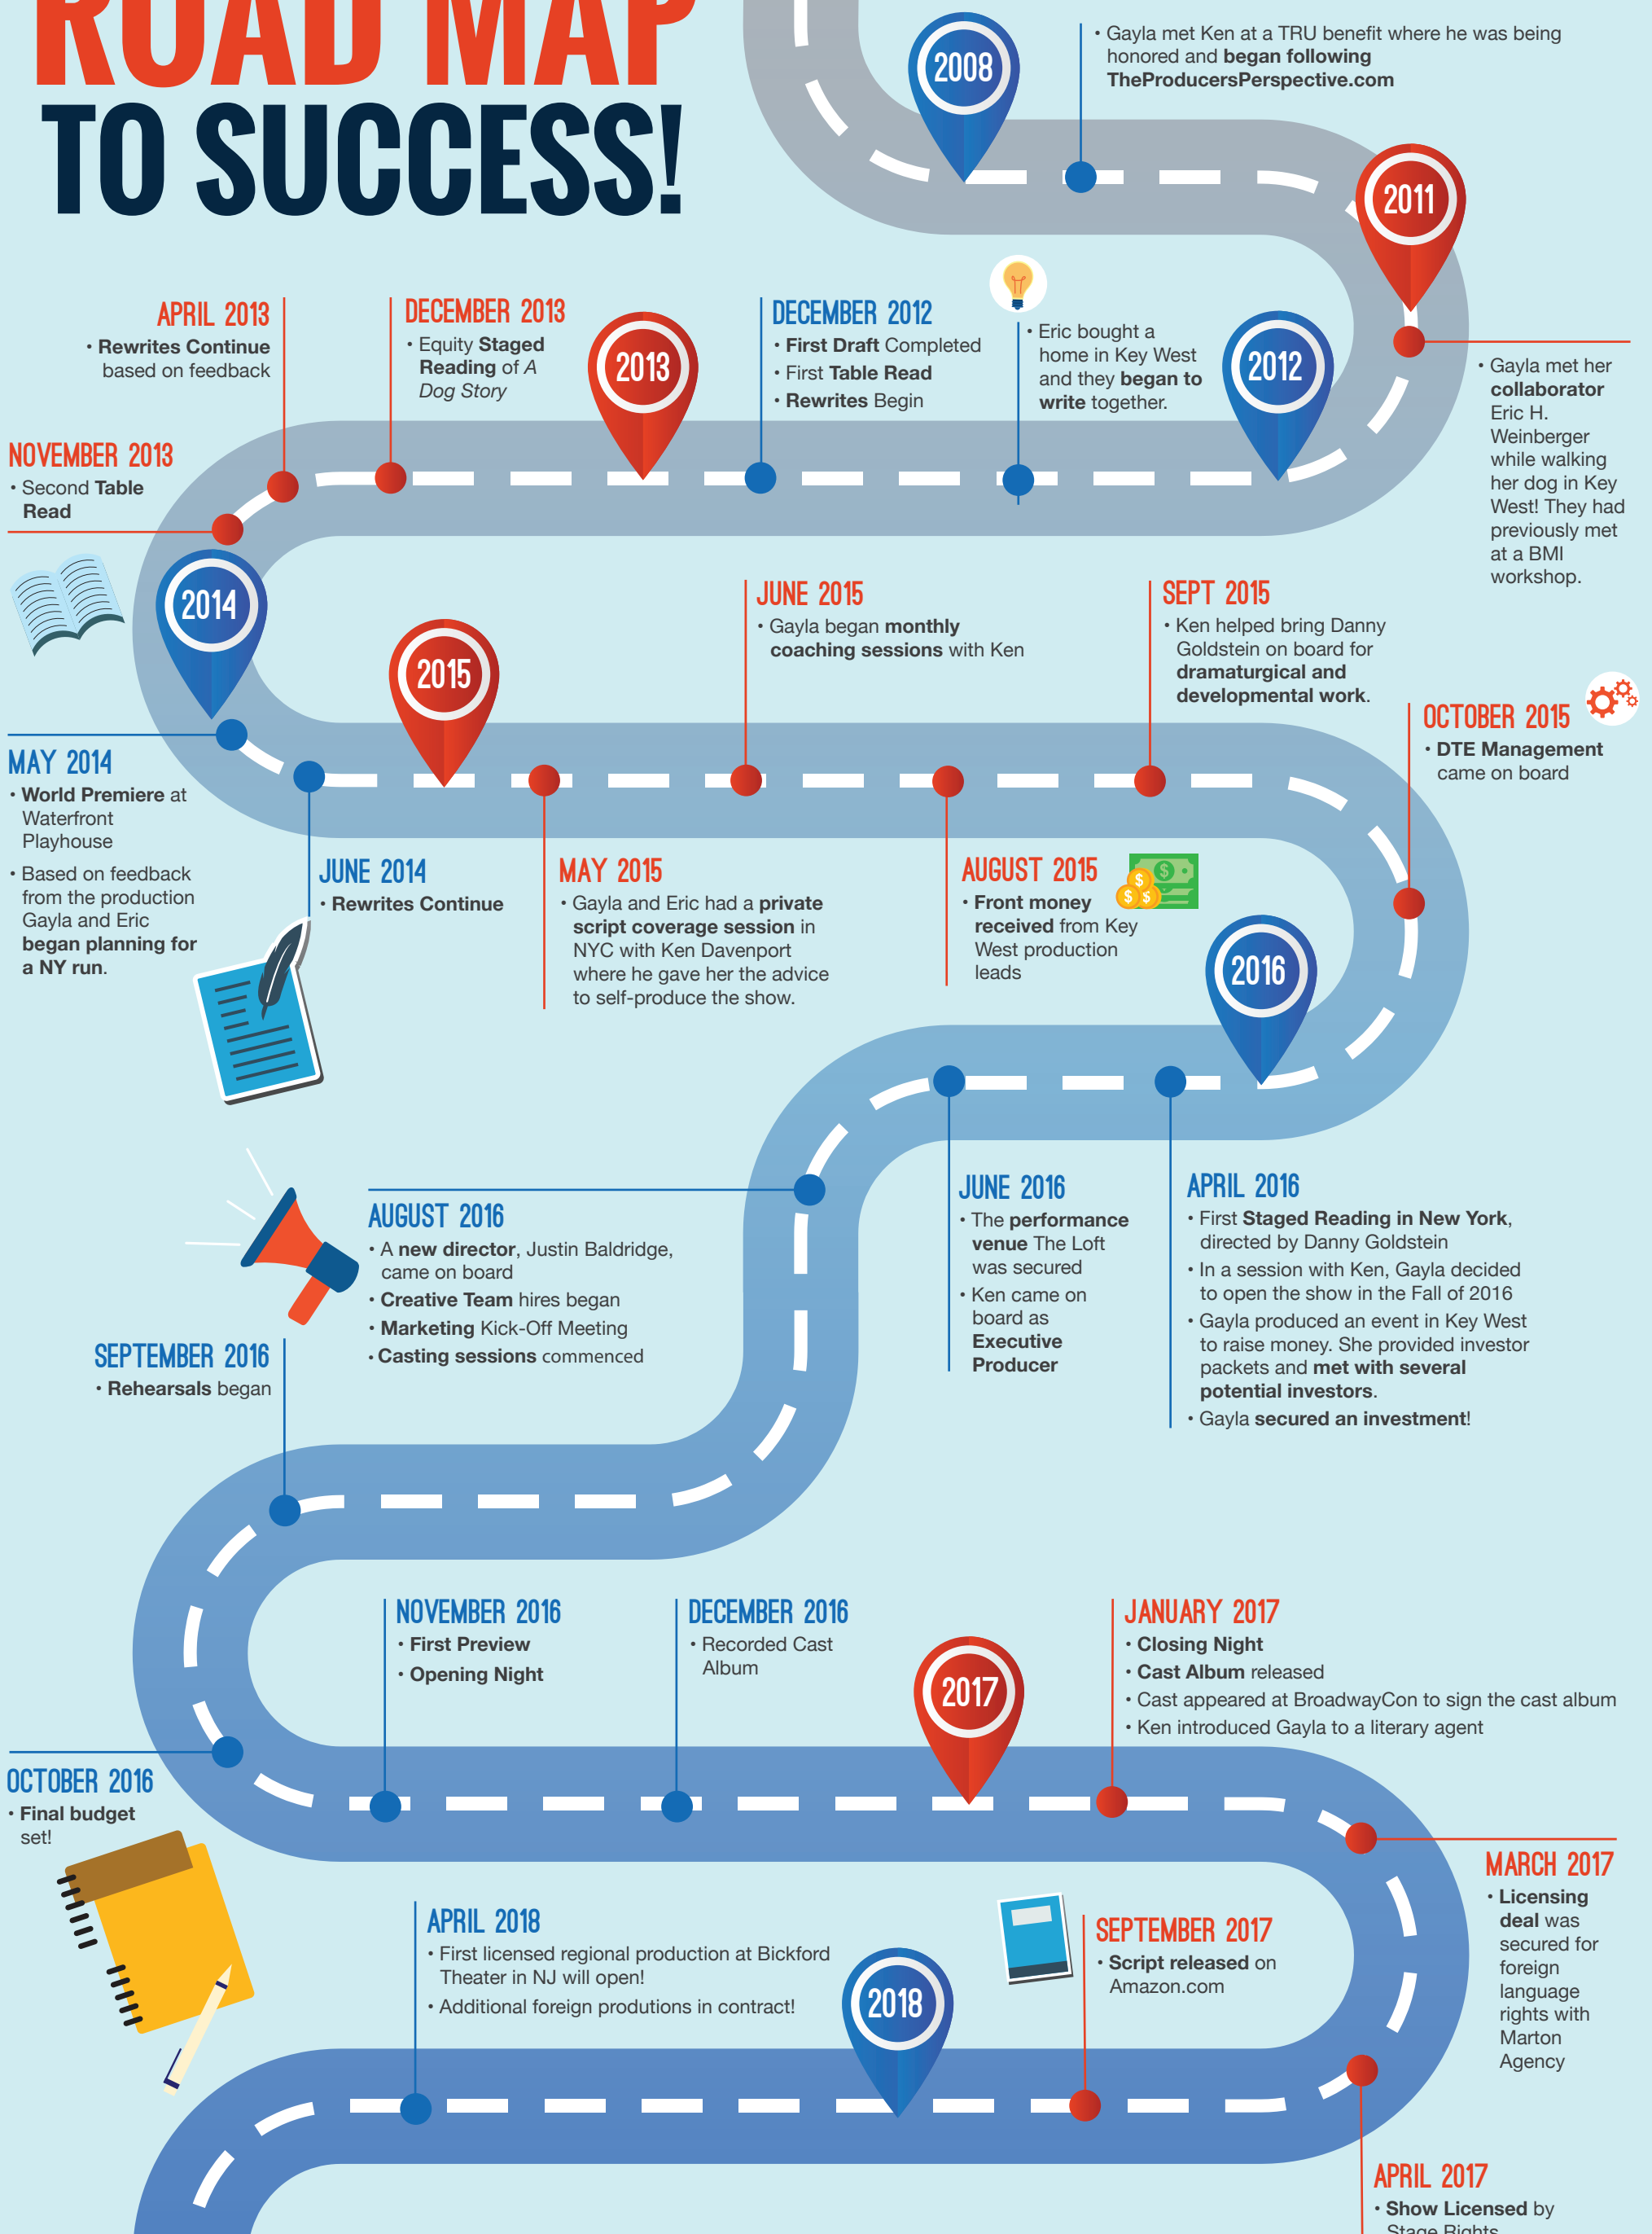 ROAD MAP
TO SUCCESS!
2008
• Gayla met Ken at a TRU benefit where he was being
honored and began following
TheProducersPerspective.com
2011
• Gayla met her
collaborator
Eric H.
Weinberger
while walking
her dog in Key
West! They had
previously met
at a BMI
workshop.
2012
• Eric bought a
home in Key West
and they began to
write together.
DECEMBER 2012
• First Draft Completed
• First Table Read
• Rewrites Begin
2013
DECEMBER 2013
• Equity Staged
Reading of A
Dog Story
APRIL 2013
• Rewrites Continue
based on feedback
NOVEMBER 2013
• Second Table
Read
2014
MAY 2014
• World Premiere at
Waterfront
Playhouse
• Based on feedback
from the production
Gayla and Eric
began planning for
a NY run.
JUNE 2014
• Rewrites Continue
2015
MAY 2015
• Gayla and Eric had a private
script coverage session in
NYC with Ken Davenport
where he gave her the advice
to self-produce the show.
JUNE 2015
• Gayla began monthly
coaching sessions with Ken
AUGUST 2015
• Front money
received from Key
West production
leads
SEPT 2015
• Ken helped bring Danny
Goldstein on board for
dramaturgical and
developmental work.
OCTOBER 2015
• DTE Management
came on board
2016
APRIL 2016
• First Staged Reading in New York,
directed by Danny Goldstein
• In a session with Ken, Gayla decided
to open the show in the Fall of 2016
• Gayla produced an event in Key West
to raise money. She provided investor
packets and met with several
potential investors.
• Gayla secured an investment!
JUNE 2016
• The performance
venue The Loft
was secured
• Ken came on
board as
Executive
Producer
AUGUST 2016
• A new director, Justin Baldridge,
came on board
• Creative Team hires began
• Marketing Kick-Off Meeting
• Casting sessions commenced
SEPTEMBER 2016
• Rehearsals began
OCTOBER 2016
• Final budget
set!
NOVEMBER 2016
• First Preview
• Opening Night
DECEMBER 2016
• Recorded Cast
Album
2017
JANUARY 2017
• Closing Night
• Cast Album released
• Cast appeared at BroadwayCon to sign the cast album
• Ken introduced Gayla to a literary agent
MARCH 2017
• Licensing
deal was
secured for
foreign
language
rights with
Marton
Agency
APRIL 2017
• Show Licensed by
Stage Rights
SEPTEMBER 2017
• Script released on
Amazon.com
2018
APRIL 2018
• First licensed regional production at Bickford
Theater in NJ will open!
• Additional foreign produtions in contract!